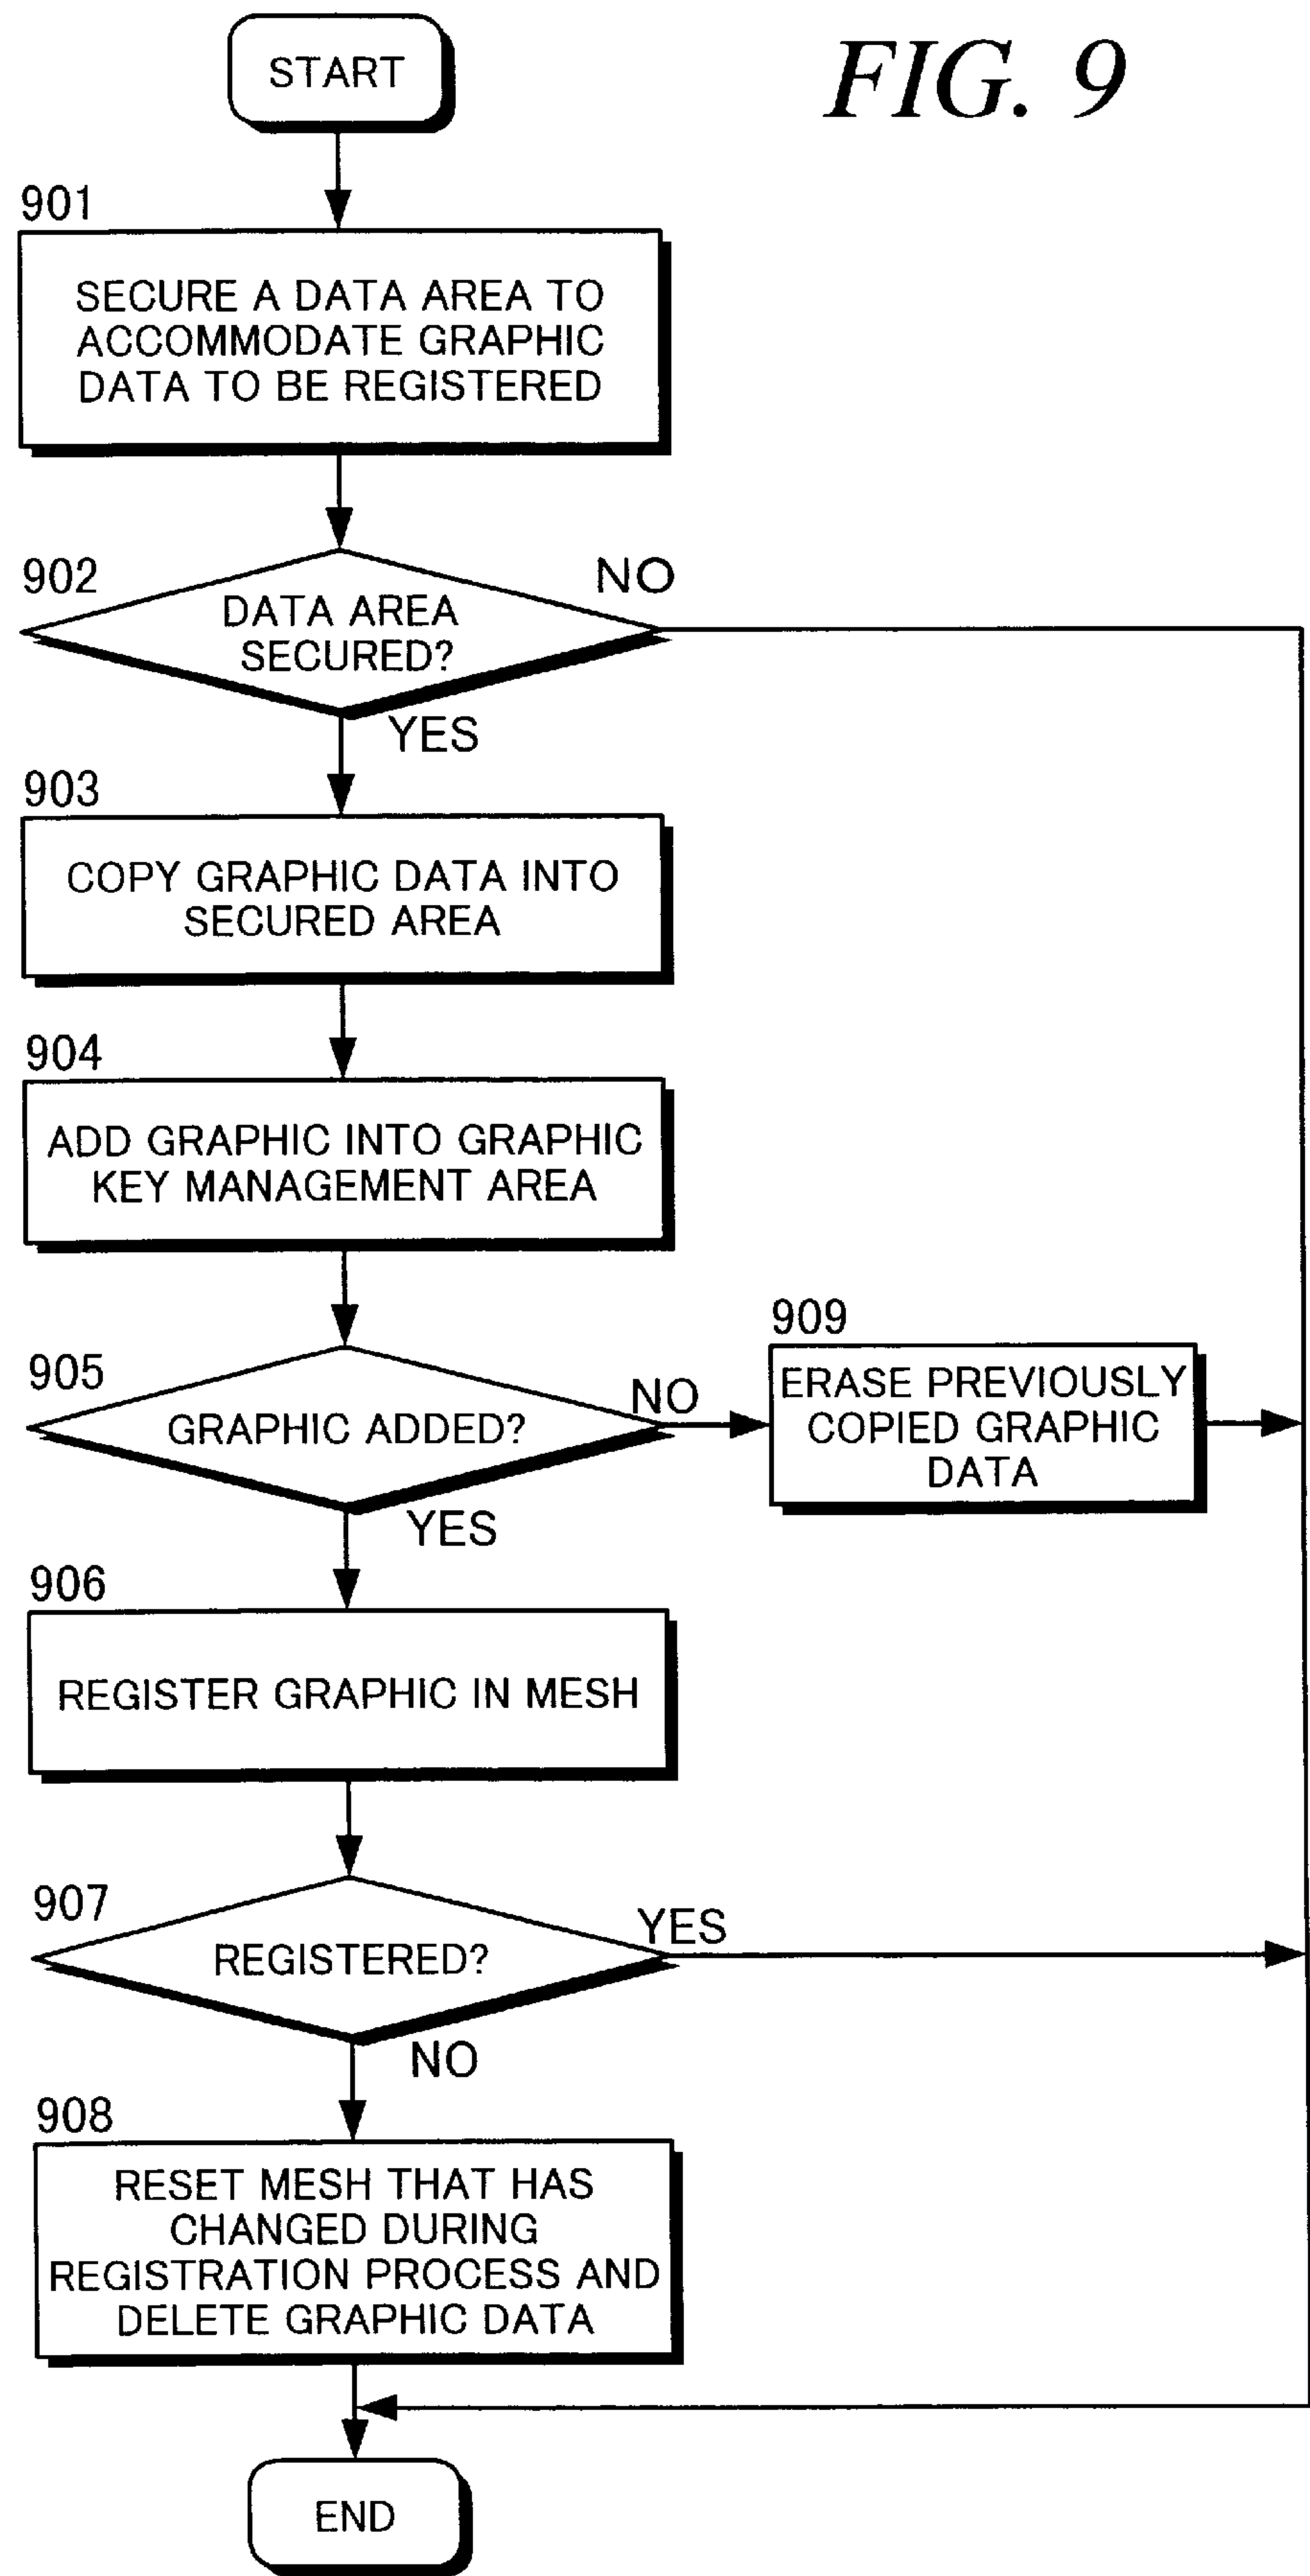 FIG. 9
START
901
SECURE A DATA AREA TO
ACCOMMODATE GRAPHIC
DATA TO BE REGISTERED
902
DATA AREA
SECURED?
NO
YES
903
COPY GRAPHIC DATA INTO
SECURED AREA
904
ADD GRAPHIC INTO GRAPHIC
KEY MANAGEMENT AREA
905
GRAPHIC ADDED?
NO
909
ERASE PREVIOUSLY
COPIED GRAPHIC
DATA
YES
906
REGISTER GRAPHIC IN MESH
907
REGISTERED?
YES
NO
908
RESET MESH THAT HAS
CHANGED DURING
REGISTRATION PROCESS AND
DELETE GRAPHIC DATA
END